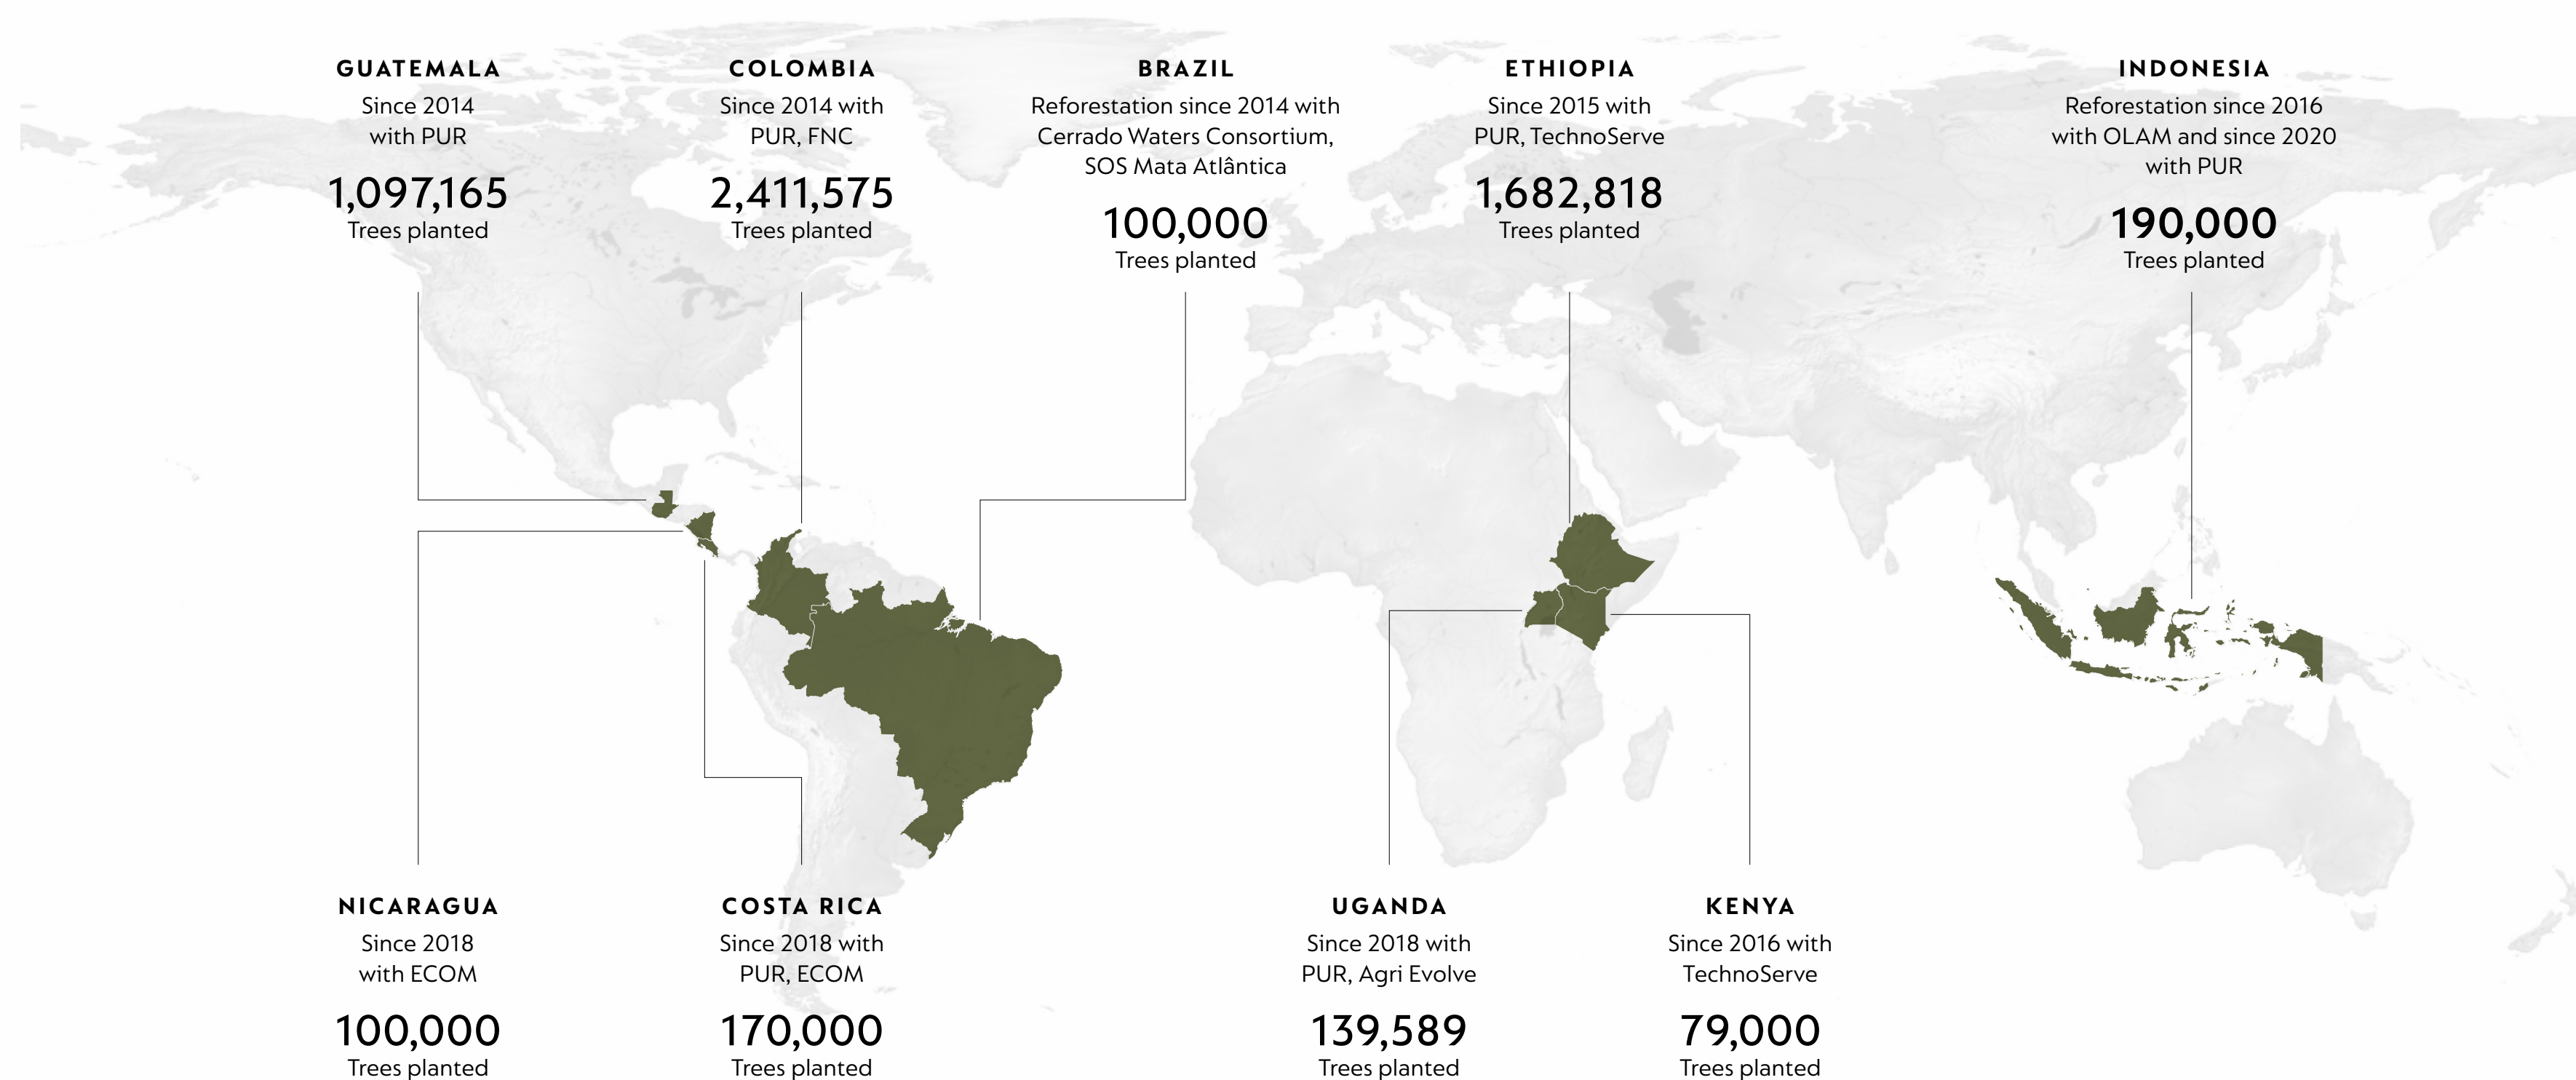 GUATEMALA
Since 2014
with PUR
1,097,165
Trees planted
COLOMBIA
Since 2014 with
PUR, FNC
2,411,575
Trees planted
BRAZIL
Reforestation since 2014 with
Cerrado Waters Consortium,
SOS Mata Atlântica
100,000
Trees planted
ETHIOPIA
Since 2015 with
PUR, TechnoServe
1,682,818
Trees planted
INDONESIA
Reforestation since 2016
with OLAM and since 2020
with PUR
190,000
Trees planted
NICARAGUA
Since 2018
with ECOM
100,000
Trees planted
COSTA RICA
Since 2018 with
PUR, ECOM
170,000
Trees planted
UGANDA
Since 2018 with
PUR, Agri Evolve
139,589
Trees planted
KENYA
Since 2016 with
TechnoServe
79,000
Trees planted